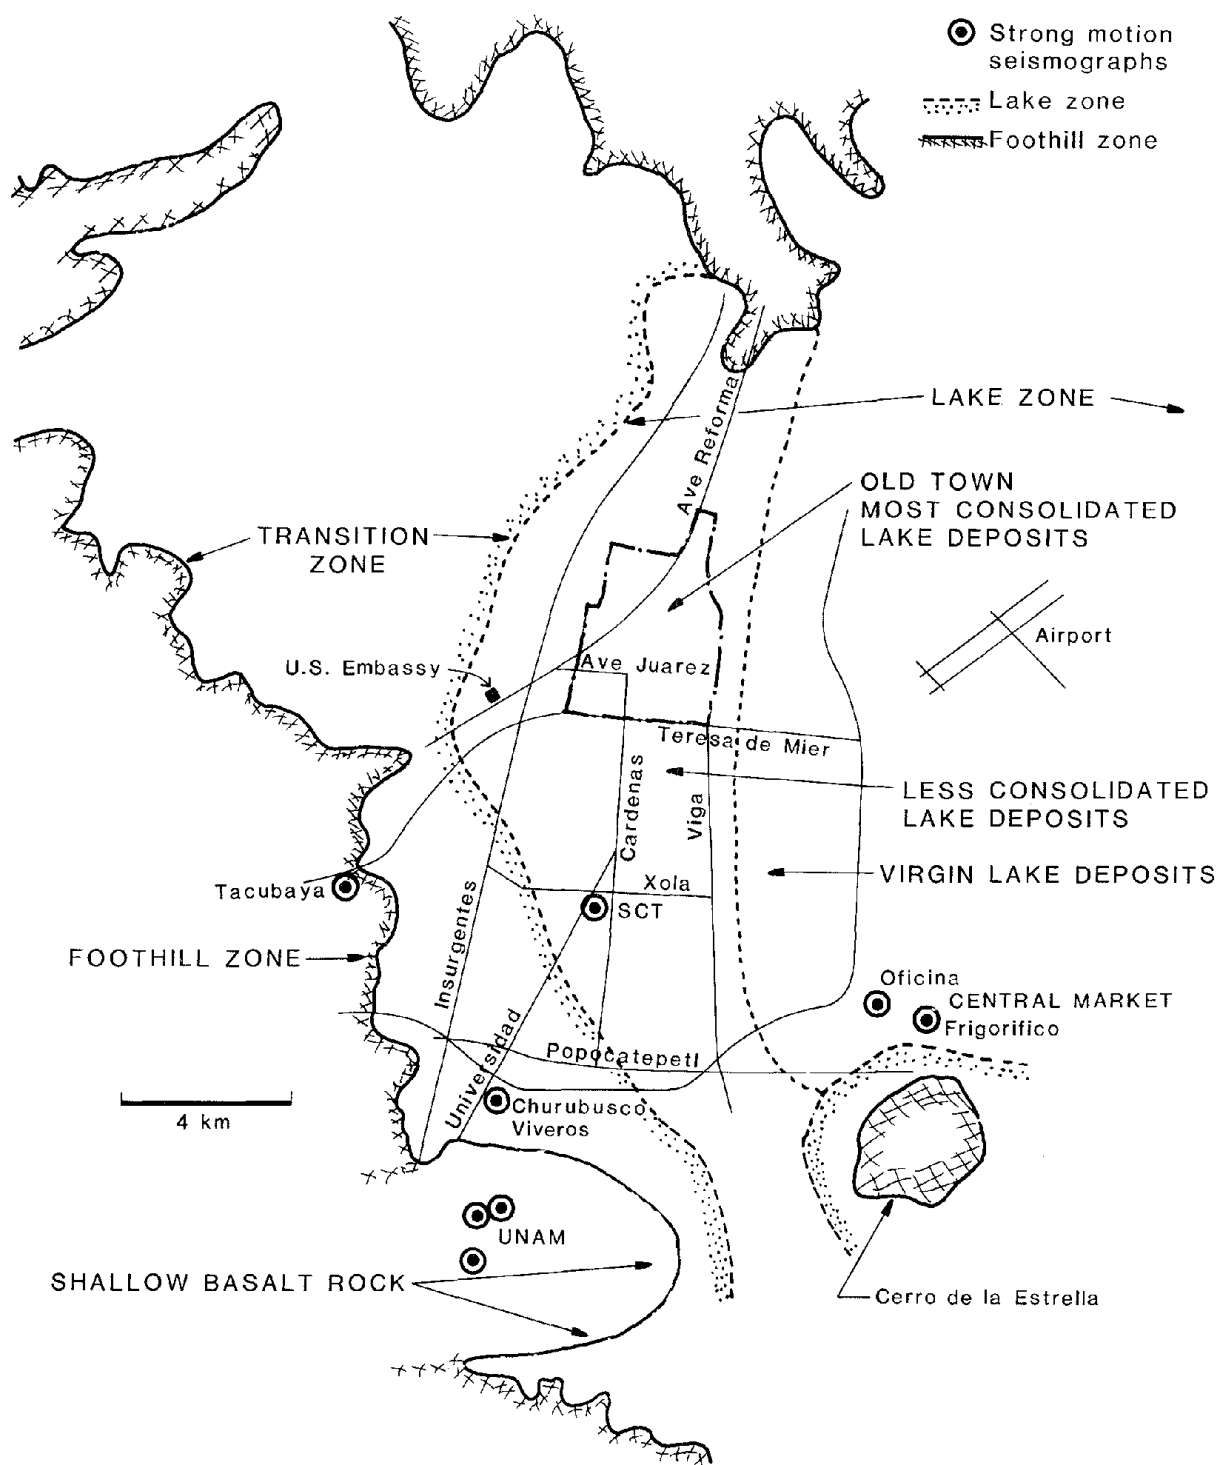 Strong motion
seismographs
Lake zone
Foothill zone
LAKE ZONE
Ave Reforma
OLD TOWN
MOST CONSOLIDATED
LAKE DEPOSITS
TRANSITION
ZONE
Airport
U.S. Embassy
Ave Juarez
Teresa de Mier
Cardenas
Viga
LESS CONSOLIDATED
LAKE DEPOSITS
VIRGIN LAKE DEPOSITS
Tacubaya
Xola
SCT
Insurgentes
FOOTHILL ZONE
Oficina
CENTRAL MARKET
Frigorifico
Universidad
Popocatepetl
4 km
Churubusco
Viveros
UNAM
SHALLOW BASALT ROCK
Cerro de la Estrella